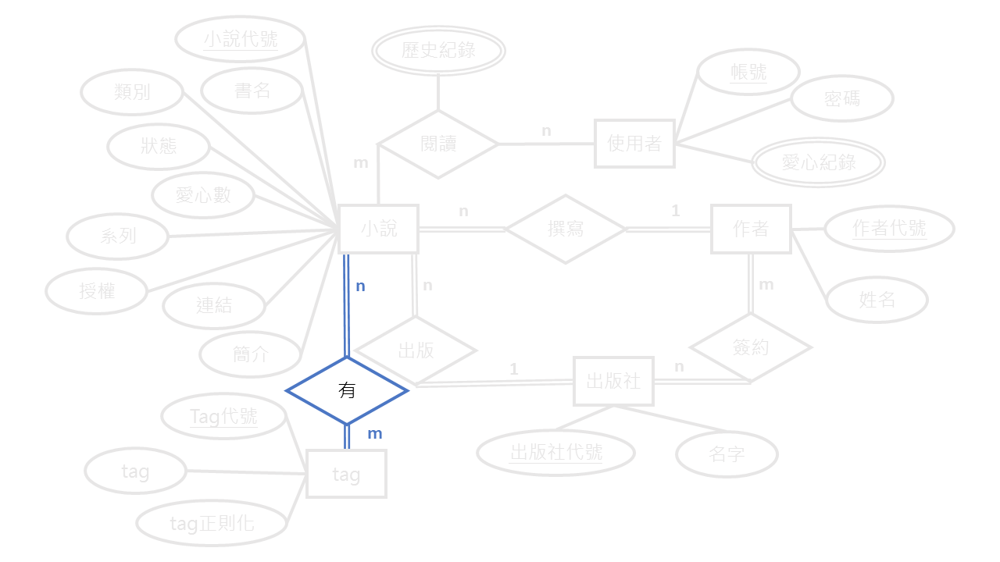 小說代號
歷史紀錄
帳號
類別
書名
密碼
閱讀
n
使用者
狀態
m
愛心紀錄
愛心數
n
1
小說
撰寫
作者
作者代號
系列
n
n
m
授權
連結
姓名
簡介
出版
簽約
1
n
出版社
有
Tag代號
m
出版社代號
名字
tag
tag
tag正則化